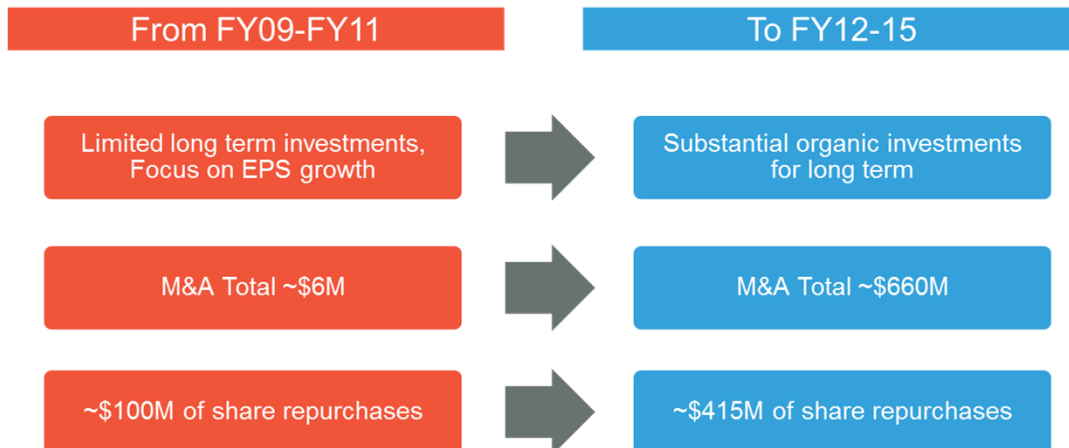 From FY09-FY11
To FY12-15
Limited long term investments,
Focus on EPS growth
Substantial organic investments
for long term
M&A Total ~$6M
M&A Total ~$660M
~$100M of share repurchases
~$415M of share repurchases